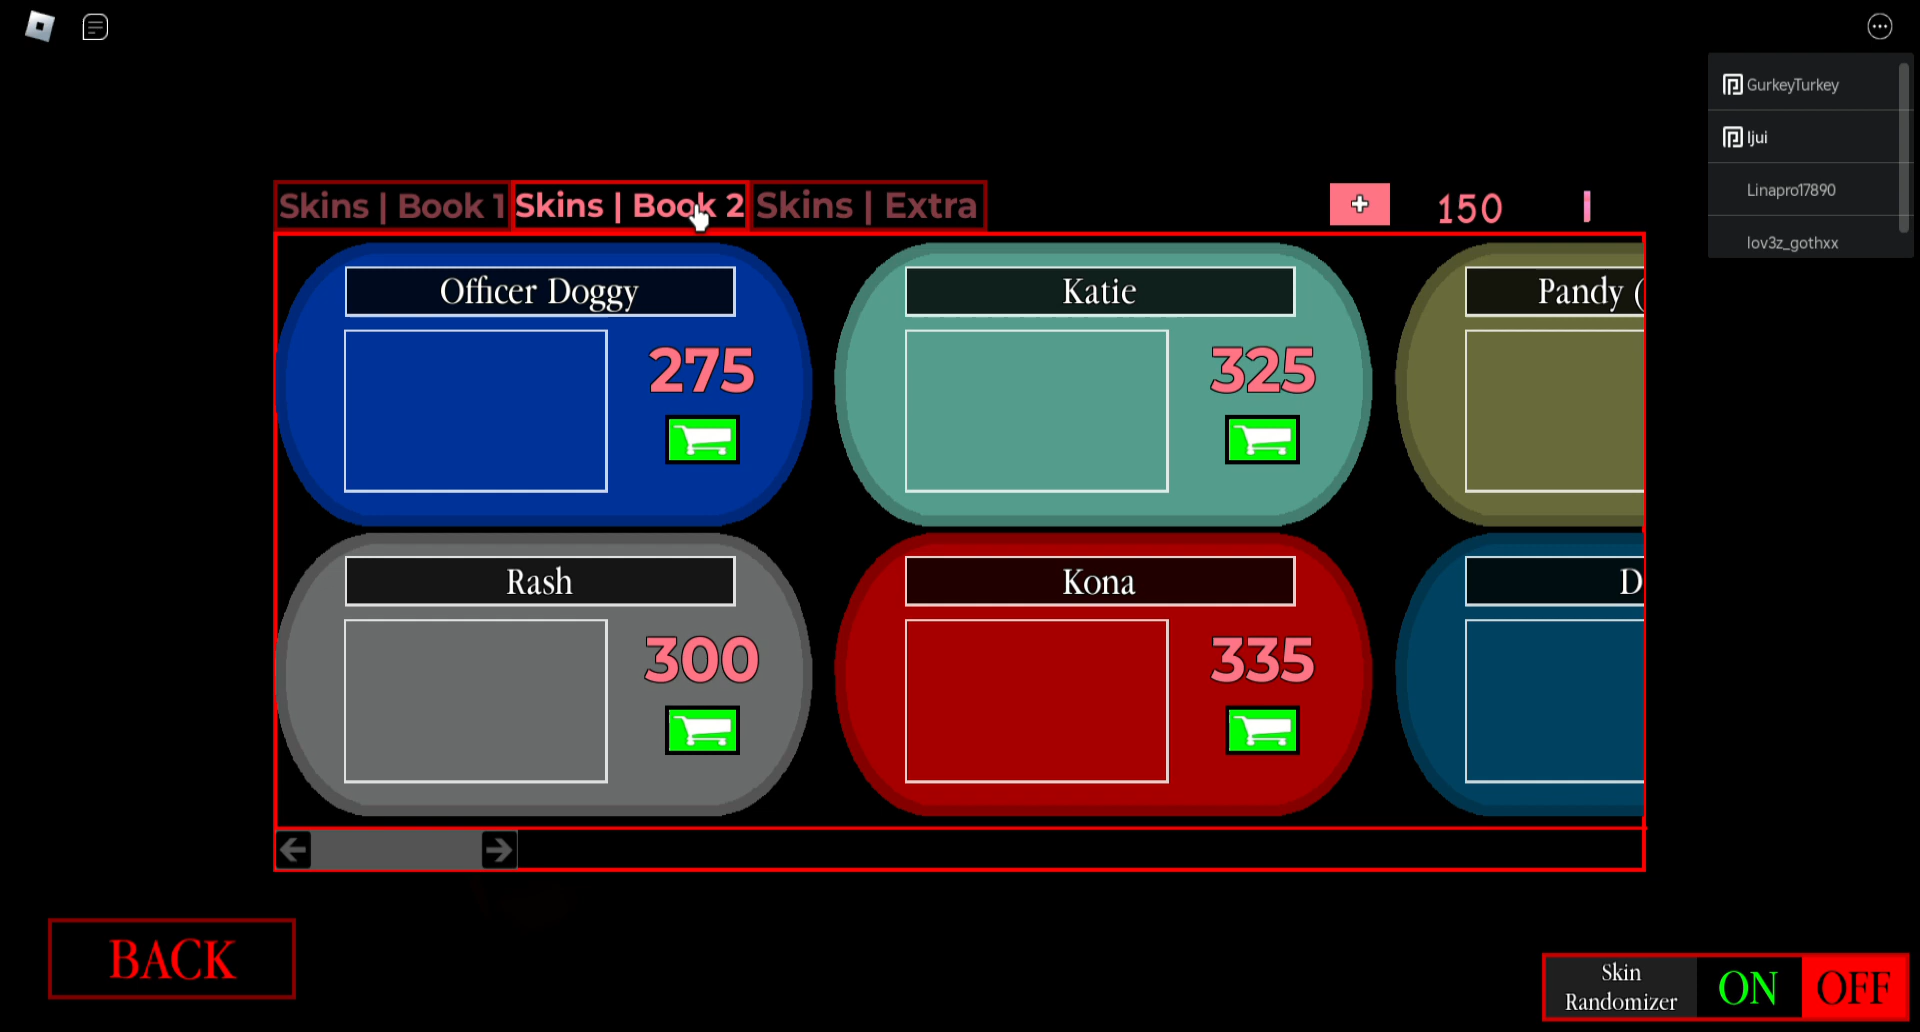 GurkeyTurkey
Ijui
Linapro17890
lov3z_gothxx
Skins | Book 1
Skins | Book 2
Skins | Extra
+ 150
Officer Doggy
Katie
Pandy (
275
325
Rash
Kona
D
300
335
BACK
Skin
Randomizer
ON
OFF